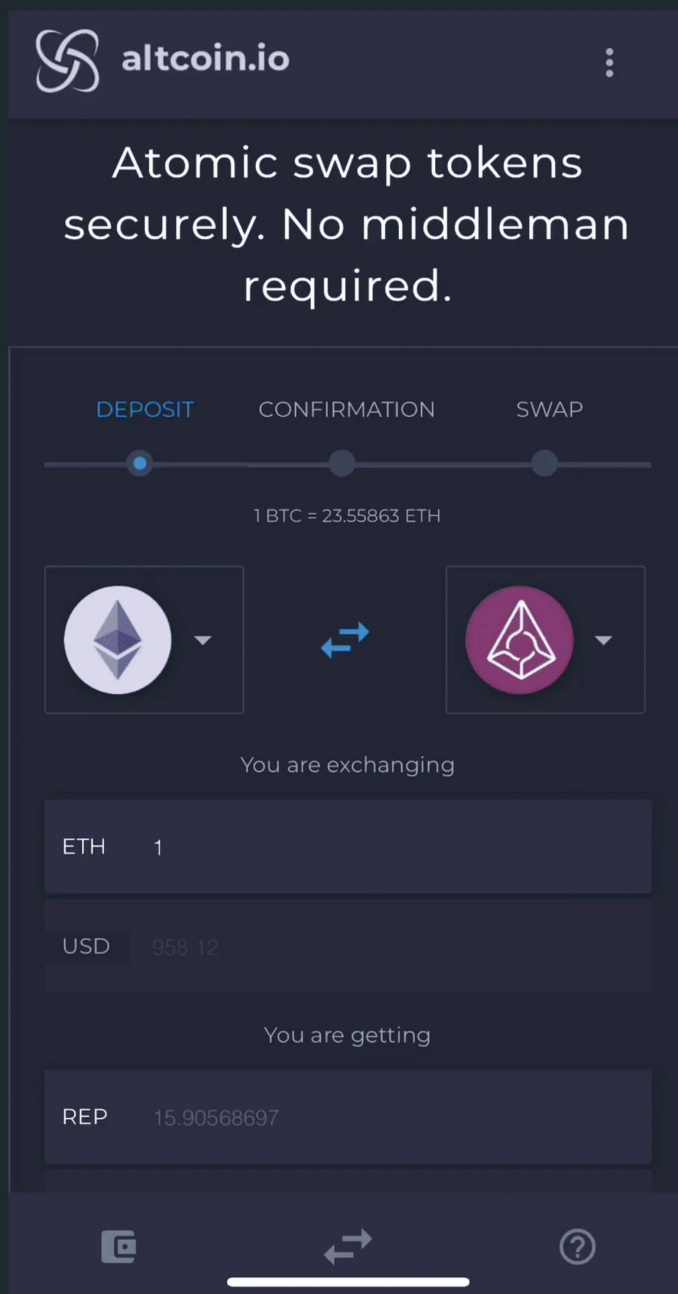 altcoin.io
Atomic swap tokens
securely. No middleman
required.
DEPOSIT CONFIRMATION SWAP
1 BTC = 23.55863 ETH
You are exchanging
ETH 1
USD 958.12
You are getting
REP 15.90568697